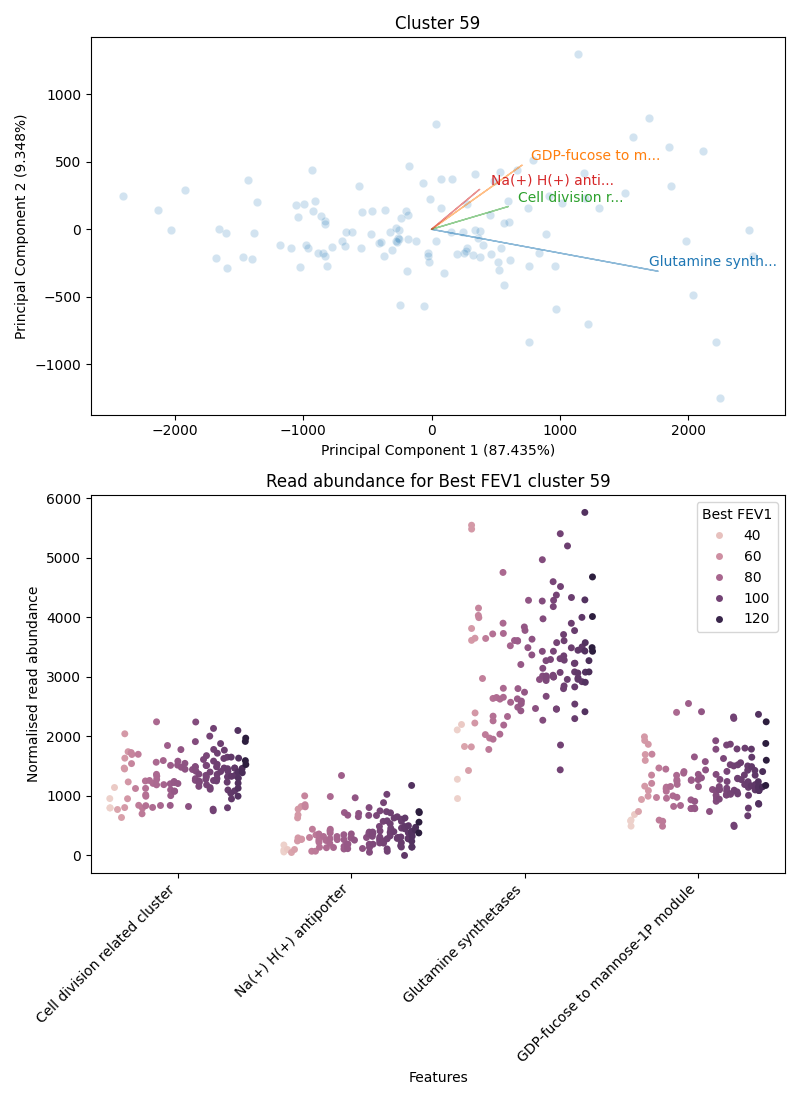 Cluster 59
Principal Component 2 (9.348%)
1000
500
0
−500
−1000
GDP-fucose to m...
Na(+) H(+) anti...
Cell division r...
Glutamine synth...
−2000
−1000
0
1000
2000
Principal Component 1 (87.435%)
Read abundance for Best FEV1 cluster 59
Normalised read abundance
6000
5000
4000
3000
2000
1000
0
Best FEV1
40
60
80
100
120
Cell division related cluster
Na(+) H(+) antiporter
Glutamine synthetases
GDP-fucose to mannose-1P module
Features